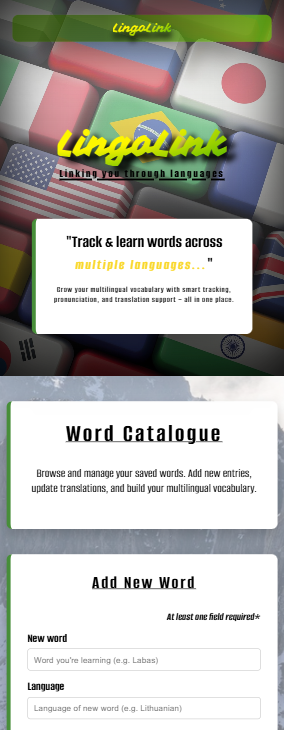 LingoLink
LingoLink
Linking you through languages
"Track & learn words across
multiple languages..."
Grow your multilingual vocabulary with smart tracking,
pronunciation, and translation support – all in one place.
Word Catalogue
Browse and manage your saved words. Add new entries,
update translations, and build your multilingual vocabulary.
Add New Word
At least one field required*
New word
Word you're learning (e.g. Labas)
Language
Language of new word (e.g. Lithuanian)